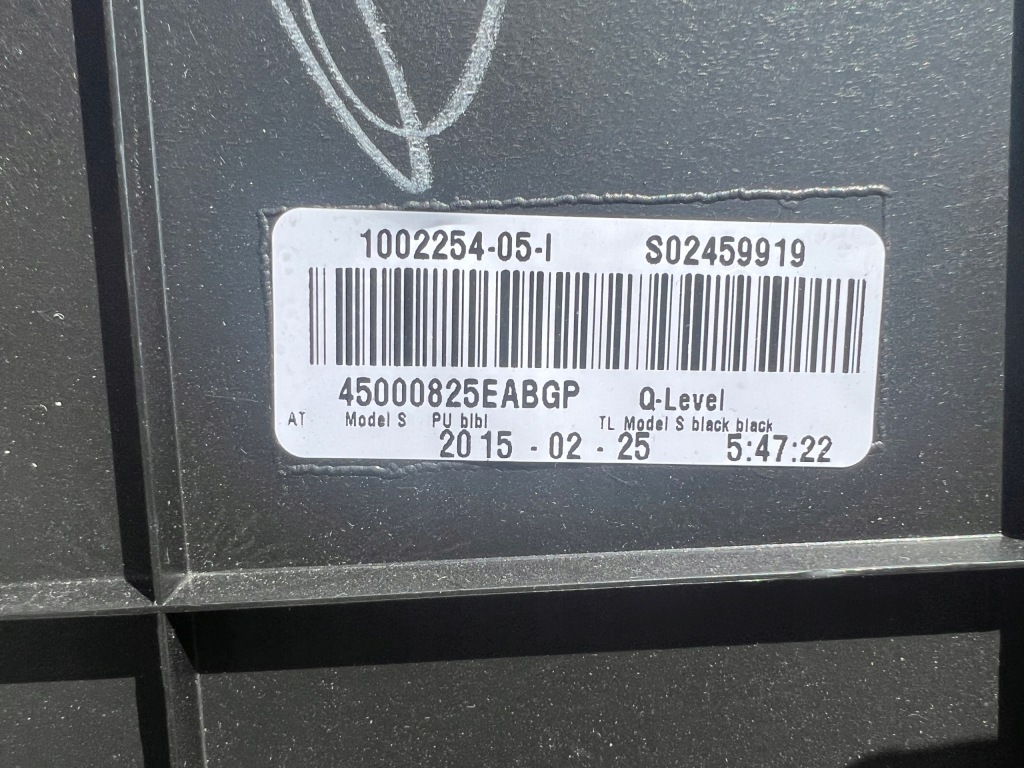 1002254-05-I S02459919
45000825EABGP Q-Level
AT Model S PU blbl TL Model S black black
2015-02-25 5:47:22